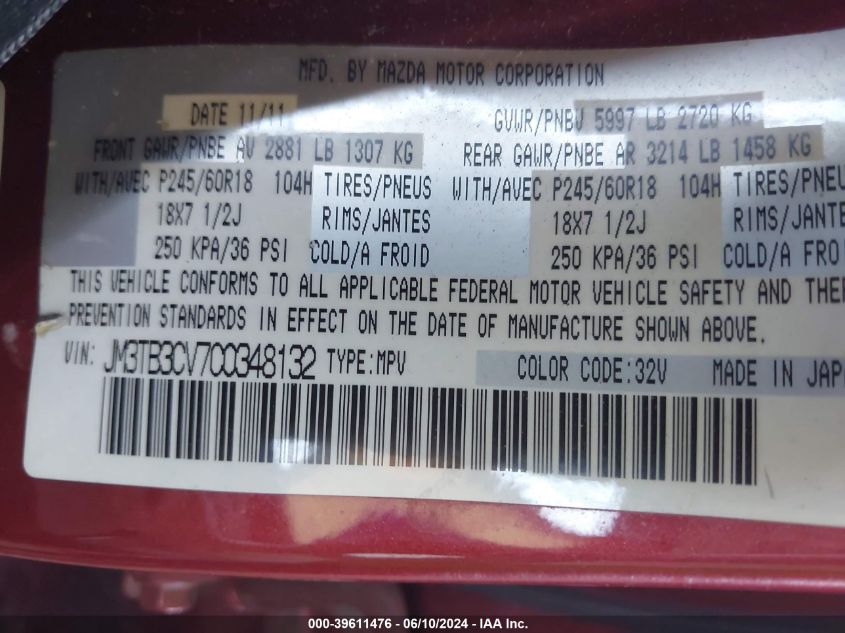 MFD. BY MAZDA MOTOR CORPORATION
DATE 11/11 GVWR/PNBV 5997 LB 2720 KG
FRONT GAWR/PNBE AV 2881 LB 1307 KG REAR GAWR/PNBE AR 3214 LB 1458 KG
WITH/AVEC P245/60R18 104H TIRES/PNEUS WITH/AVEC P245/60R18 104H TIRES/PNEU
18X7 1/2J RIMS/JANTES 18X7 1/2J RIMS/JANTES
250 KPA/36 PSI COLD/A FROID 250 KPA/36 PSI COLD/A FRO
THIS VEHICLE CONFORMS TO ALL APPLICABLE FEDERAL MOTOR VEHICLE SAFETY AND THE
PREVENTION STANDARDS IN EFFECT ON THE DATE OF MANUFACTURE SHOWN ABOVE.
VIN: JM3TB3CV7C0348132 TYPE:MPV COLOR CODE:32V MADE IN JAP
000-39611476 - 06/10/2024 - IAA Inc.